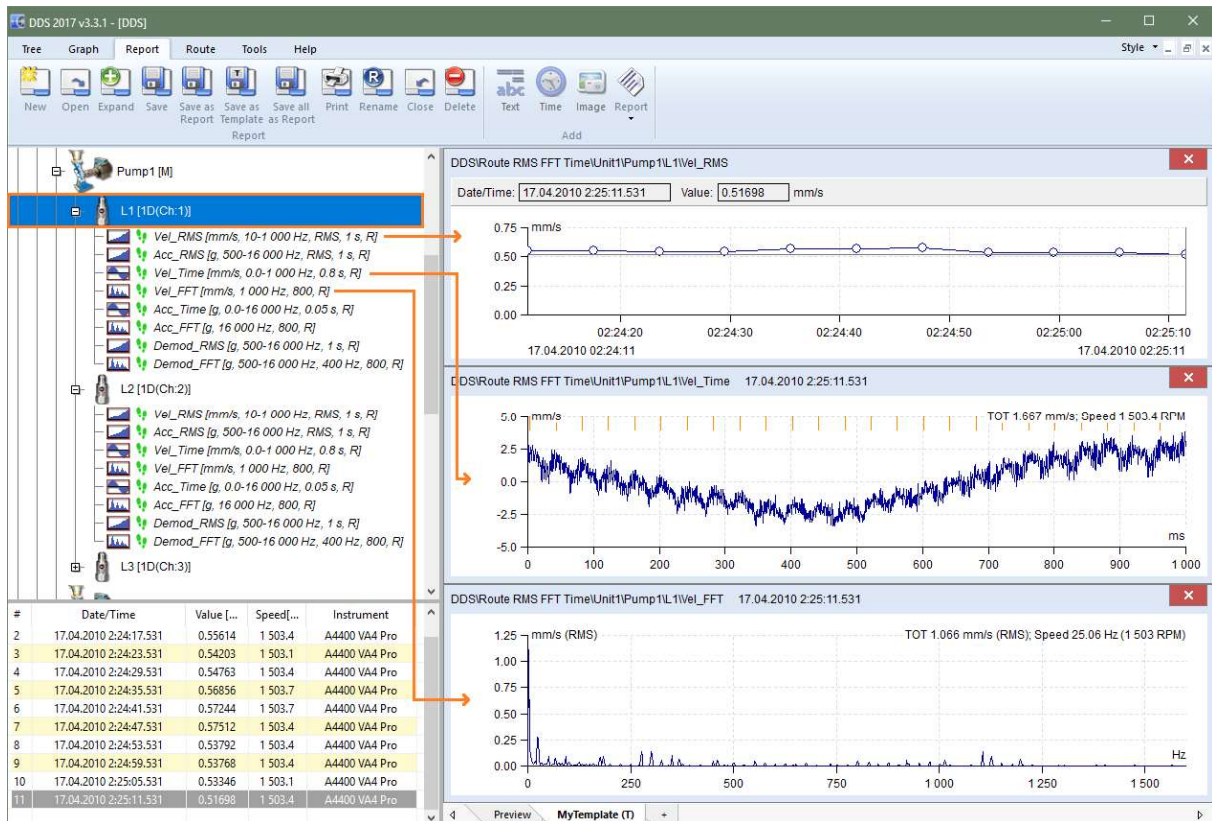 DDS 2017 v3.3.1 - [DDS]
Tree Graph Report Route Tools Help Style
New Open Expand Save Save as Report Save as Template Save all as Report Print Rename Close Delete Text Time Image Report
Report Add
Pump1 [M]
L1 [1D(Ch:1)]
Vel_RMS [mm/s, 10-1 000 Hz, RMS, 1 s, R]
Acc_RMS [g, 500-16 000 Hz, RMS, 1 s, R]
Vel_Time [mm/s, 0.0-1 000 Hz, 0.8 s, R]
Vel_FFT [mm/s, 1 000 Hz, 800, R]
Acc_Time [g, 0.0-16 000 Hz, 0.05 s, R]
Acc_FFT [g, 16 000 Hz, 800, R]
Demod_RMS [g, 500-16 000 Hz, 1 s, R]
Demod_FFT [g, 500-16 000 Hz, 400 Hz, 800, R]
L2 [1D(Ch:2)]
Vel_RMS [mm/s, 10-1 000 Hz, RMS, 1 s, R]
Acc_RMS [g, 500-16 000 Hz, RMS, 1 s, R]
Vel_Time [mm/s, 0.0-1 000 Hz, 0.8 s, R]
Vel_FFT [mm/s, 1 000 Hz, 800, R]
Acc_Time [g, 0.0-16 000 Hz, 0.05 s, R]
Acc_FFT [g, 16 000 Hz, 800, R]
Demod_RMS [g, 500-16 000 Hz, 1 s, R]
Demod_FFT [g, 500-16 000 Hz, 400 Hz, 800, R]
L3 [1D(Ch:3)]
# Date/Time Value [... Speed[... Instrument
2 17.04.2010 2:24:17.531 0.55614 1 503.4 A4400 VA4 Pro
3 17.04.2010 2:24:23.531 0.54203 1 503.1 A4400 VA4 Pro
4 17.04.2010 2:24:29.531 0.54763 1 503.4 A4400 VA4 Pro
5 17.04.2010 2:24:35.531 0.56856 1 503.7 A4400 VA4 Pro
6 17.04.2010 2:24:41.531 0.57244 1 503.7 A4400 VA4 Pro
7 17.04.2010 2:24:47.531 0.57512 1 503.4 A4400 VA4 Pro
8 17.04.2010 2:24:53.531 0.53792 1 503.4 A4400 VA4 Pro
9 17.04.2010 2:24:59.531 0.53768 1 503.4 A4400 VA4 Pro
10 17.04.2010 2:25:05.531 0.53346 1 503.1 A4400 VA4 Pro
11 17.04.2010 2:25:11.531 0.51698 1 503.4 A4400 VA4 Pro
DDS\Route RMS FFT Time\Unit1\Pump1\L1\Vel_RMS
Date/Time: 17.04.2010 2:25:11.531 Value: 0.51698 mm/s
0.75 mm/s
0.50
0.25
0.00
02:24:20 02:24:30 02:24:40 02:24:50 02:25:00 02:25:10
17.04.2010 02:24:11 17.04.2010 02:25:11
DDS\Route RMS FFT Time\Unit1\Pump1\L1\Vel_Time 17.04.2010 2:25:11.531
5.0 mm/s TOT 1.667 mm/s; Speed 1 503.4 RPM
2.5
0.0
-2.5
ms
-5.0
0 100 200 300 400 500 600 700 800 900 1 000
DDS\Route RMS FFT Time\Unit1\Pump1\L1\Vel_FFT 17.04.2010 2:25:11.531
1.25 mm/s (RMS) TOT 1.066 mm/s (RMS); Speed 25.06 Hz (1 503 RPM)
1.00
0.75
0.50
0.25
Hz
0.00
0 250 500 750 1 000 1 250 1 500
Preview MyTemplate (T) +